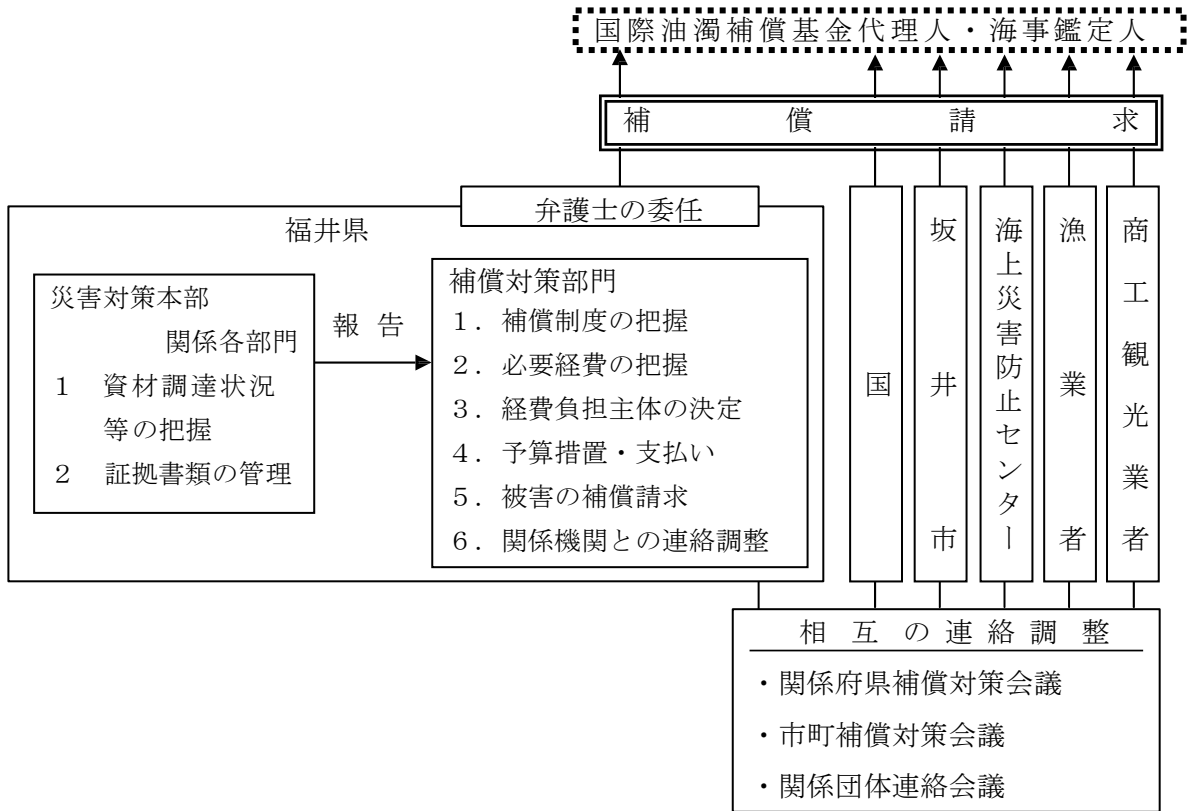 国際油濁補償基金代理人・海事鑑定人
補償請求
弁護士の委任
福井県
災害対策本部
関係各部門
1 資材調達状況
等の把握
2 証拠書類の管理
報告
補償対策部門
1．補償制度の把握
2．必要経費の把握
3．経費負担主体の決定
4．予算措置・支払い
5．被害の補償請求
6．関係機関との連絡調整
国
坂井市
海上災害防止センター
漁業者
商工観光業者
相互の連絡調整
・関係府県補償対策会議
・市町補償対策会議
・関係団体連絡会議